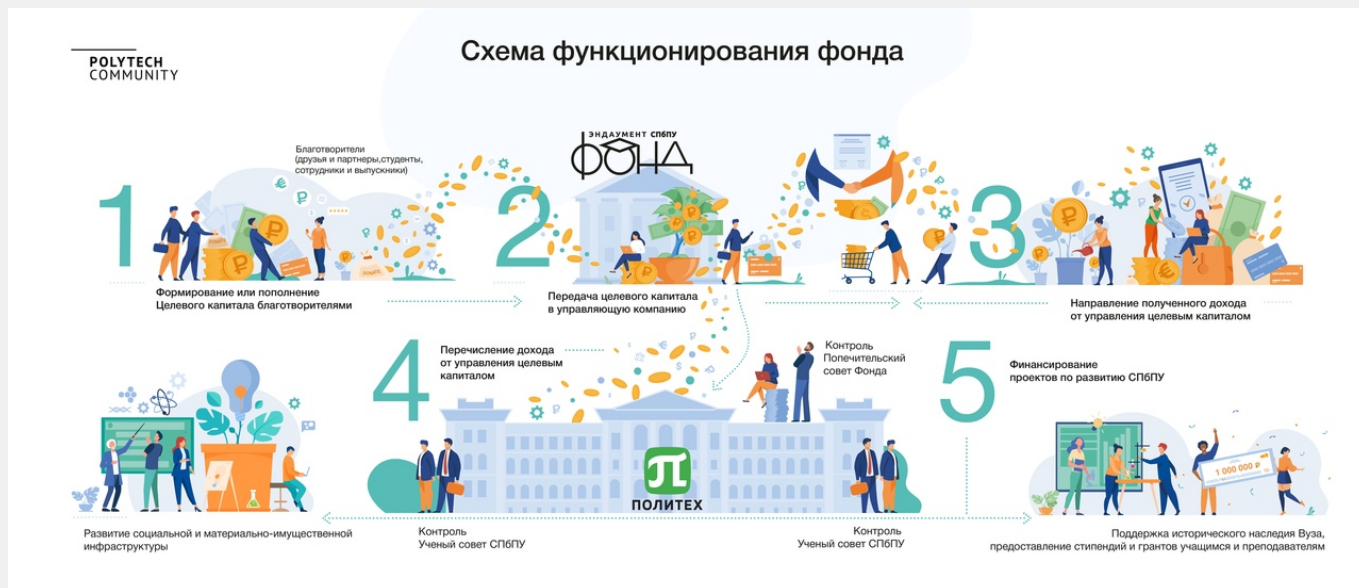 POLYTECH
COMMUNITY
Схема функционирования фонда
1
Благотворители
(друзья и партнеры,студенты,
сотрудники и выпускники)
Формирование или пополнение
Целевого капитала благотворителями
2
ЭНДАУМЕНТ СПбПУ
ФОНД
Передача целевого капитала
в управляющую компанию
3
Направление полученного дохода
от управления целевым капиталом
4
Перечисление дохода
от управления целевым
капиталом
Контроль
Попечительский
совет Фонда
5
Финансирование
проектов по развитию СПбПУ
1 000 000 ₽
ПОЛИТЕХ
Развитие социальной и материально-имущественной
инфраструктуры
Контроль
Ученый совет СПбПУ
Контроль
Ученый совет СПбПУ
Поддержка исторического наследия Вуза,
предоставление стипендий и грантов учащимся и преподавателям